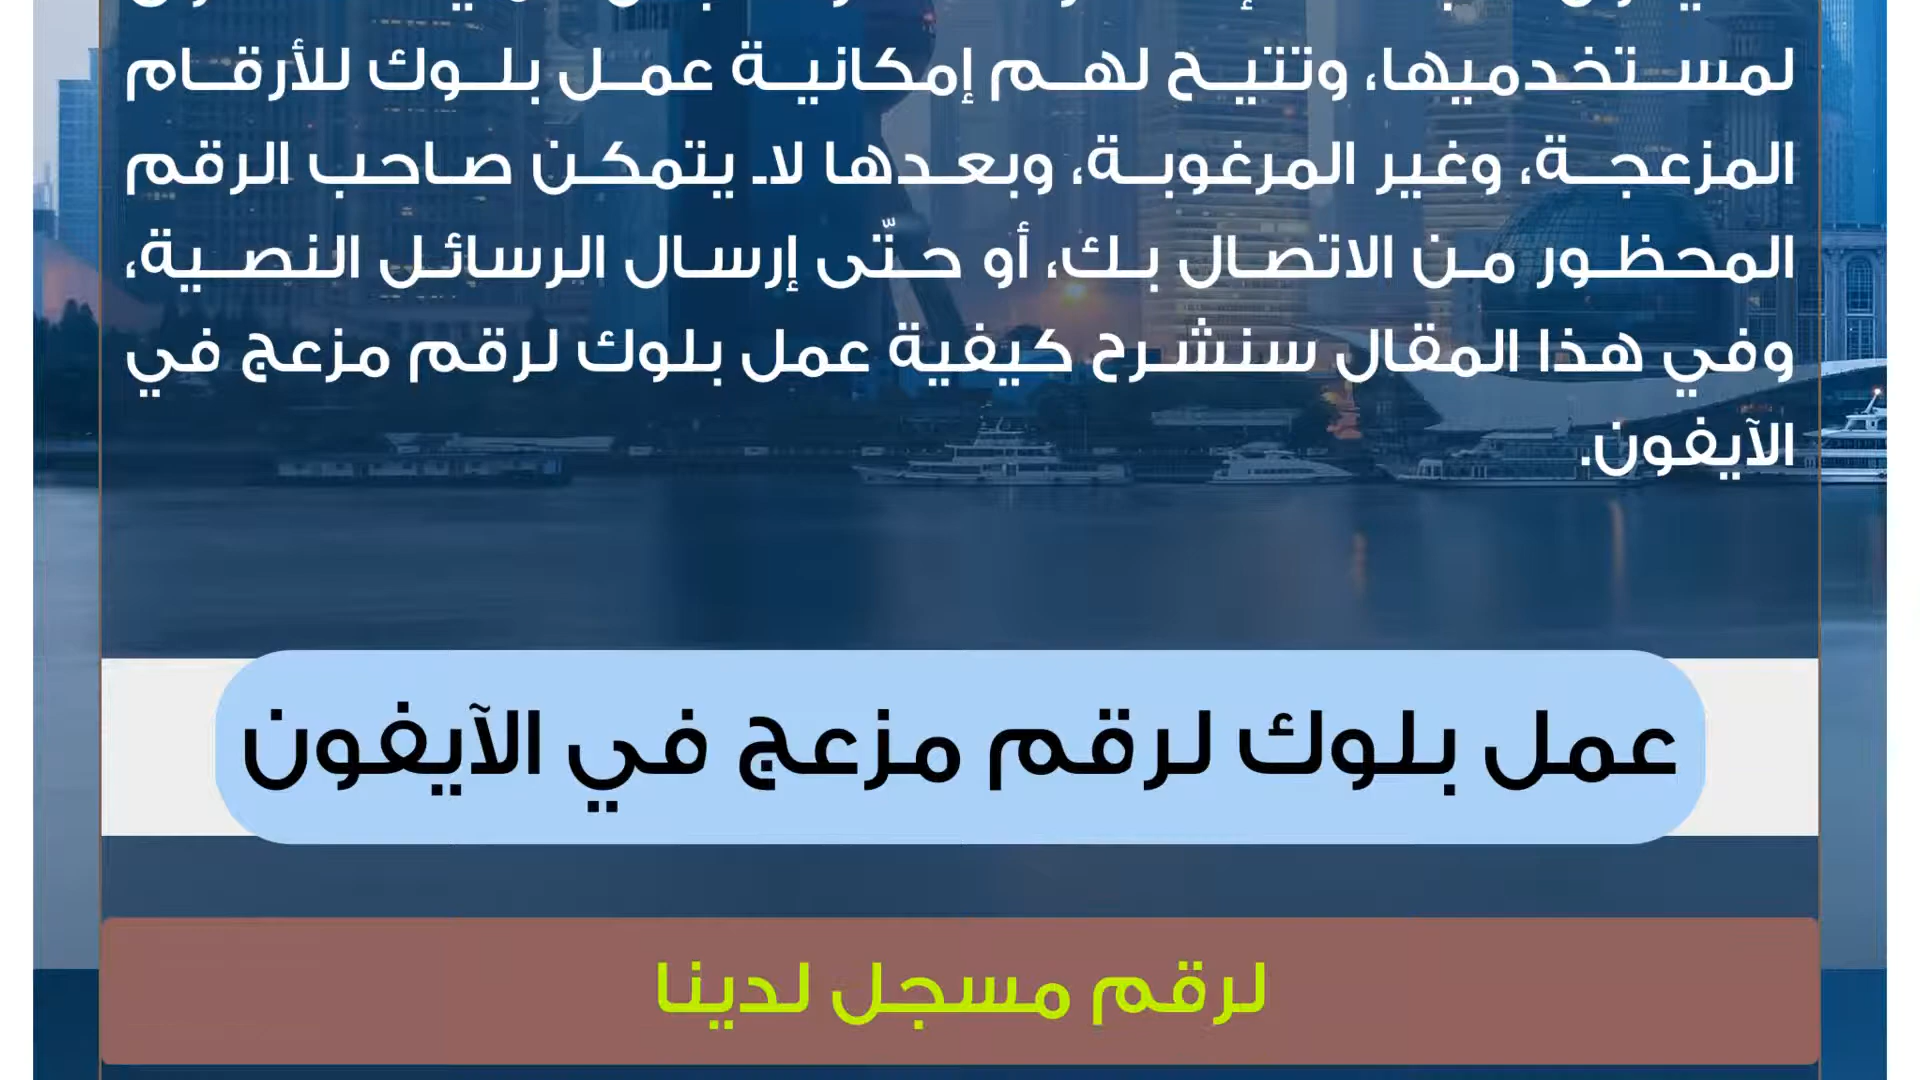 لمستخدميها، وتتيح لهم إمكانية عمل بلوك للأرقام
المزعجة، وغير المرغوبة، وبعدها لا يتمكن صاحب الرقم
المحظور من الاتصال بك، أو حتّى إرسال الرسائل النصية،
وفي هذا المقال سنشرح كيفية عمل بلوك لرقم مزعج في
الآيفون.
عمل بلوك لرقم مزعج في الآيفون
لرقم مسجل لدينا